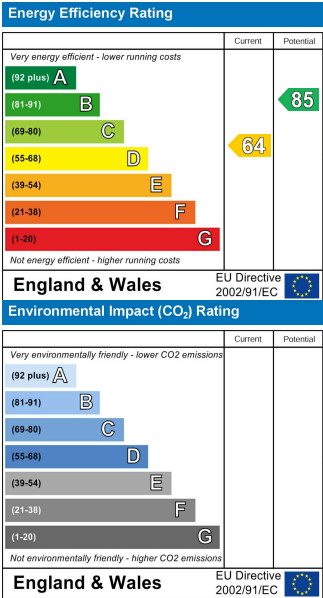 Energy Efficiency Rating
Current Potential
Very energy efficient - lower running costs
(92 plus) A
(81-91) B
85
(69-80) C
64
(55-68) D
(39-54) E
(21-38) F
(1-20) G
Not energy efficient - higher running costs
England & Wales
EU Directive
2002/91/EC
Environmental Impact (CO₂) Rating
Current Potential
Very environmentally friendly - lower CO2 emissions
(92 plus) A
(81-91) B
(69-80) C
(55-68) D
(39-54) E
(21-38) F
(1-20) G
Not environmentally friendly - higher CO2 emissions
England & Wales
EU Directive
2002/91/EC